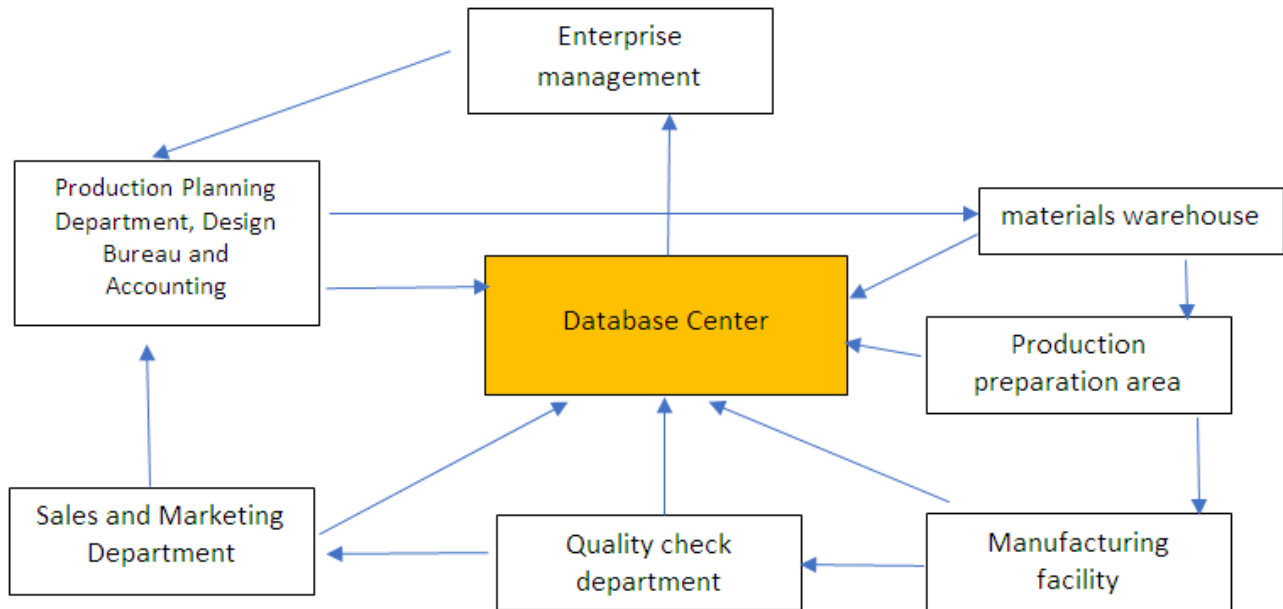 Enterprise
management
Production Planning
Department, Design
Bureau and
Accounting
materials warehouse
Database Center
Production
preparation area
Sales and Marketing
Department
Quality check
department
Manufacturing
facility